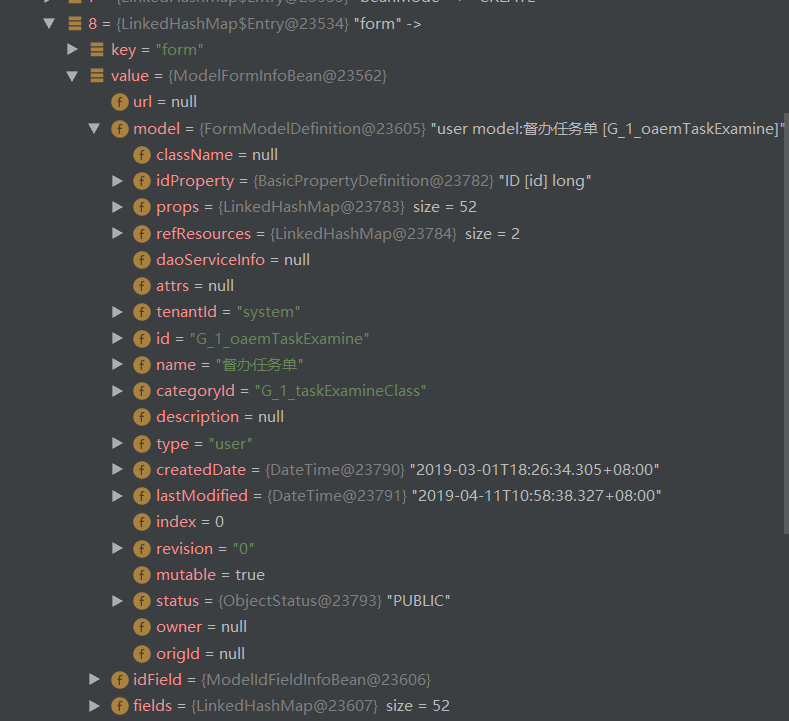 8 = {LinkedHashMap$Entry@23534} "form" ->
key = "form"
value = {ModelFormInfoBean@23562}
f url = null
f model = {FormModelDefinition@23605} "user model:督办任务单 [G_1_oaemTaskExamine]"
f className = null
f idProperty = {BasicPropertyDefinition@23782} "ID [id] long"
f props = {LinkedHashMap@23783} size = 52
f refResources = {LinkedHashMap@23784} size = 2
f daoServiceInfo = null
f attrs = null
f tenantId = "system"
f id = "G_1_oaemTaskExamine"
f name = "督办任务单"
f categoryId = "G_1_taskExamineClass"
f description = null
f type = "user"
f createdDate = {DateTime@23790} "2019-03-01T18:26:34.305+08:00"
f lastModified = {DateTime@23791} "2019-04-11T10:58:38.327+08:00"
f index = 0
f revision = "0"
f mutable = true
f status = {ObjectStatus@23793} "PUBLIC"
f owner = null
f origId = null
f idField = {ModelIdFieldInfoBean@23606}
f fields = {LinkedHashMap@23607} size = 52